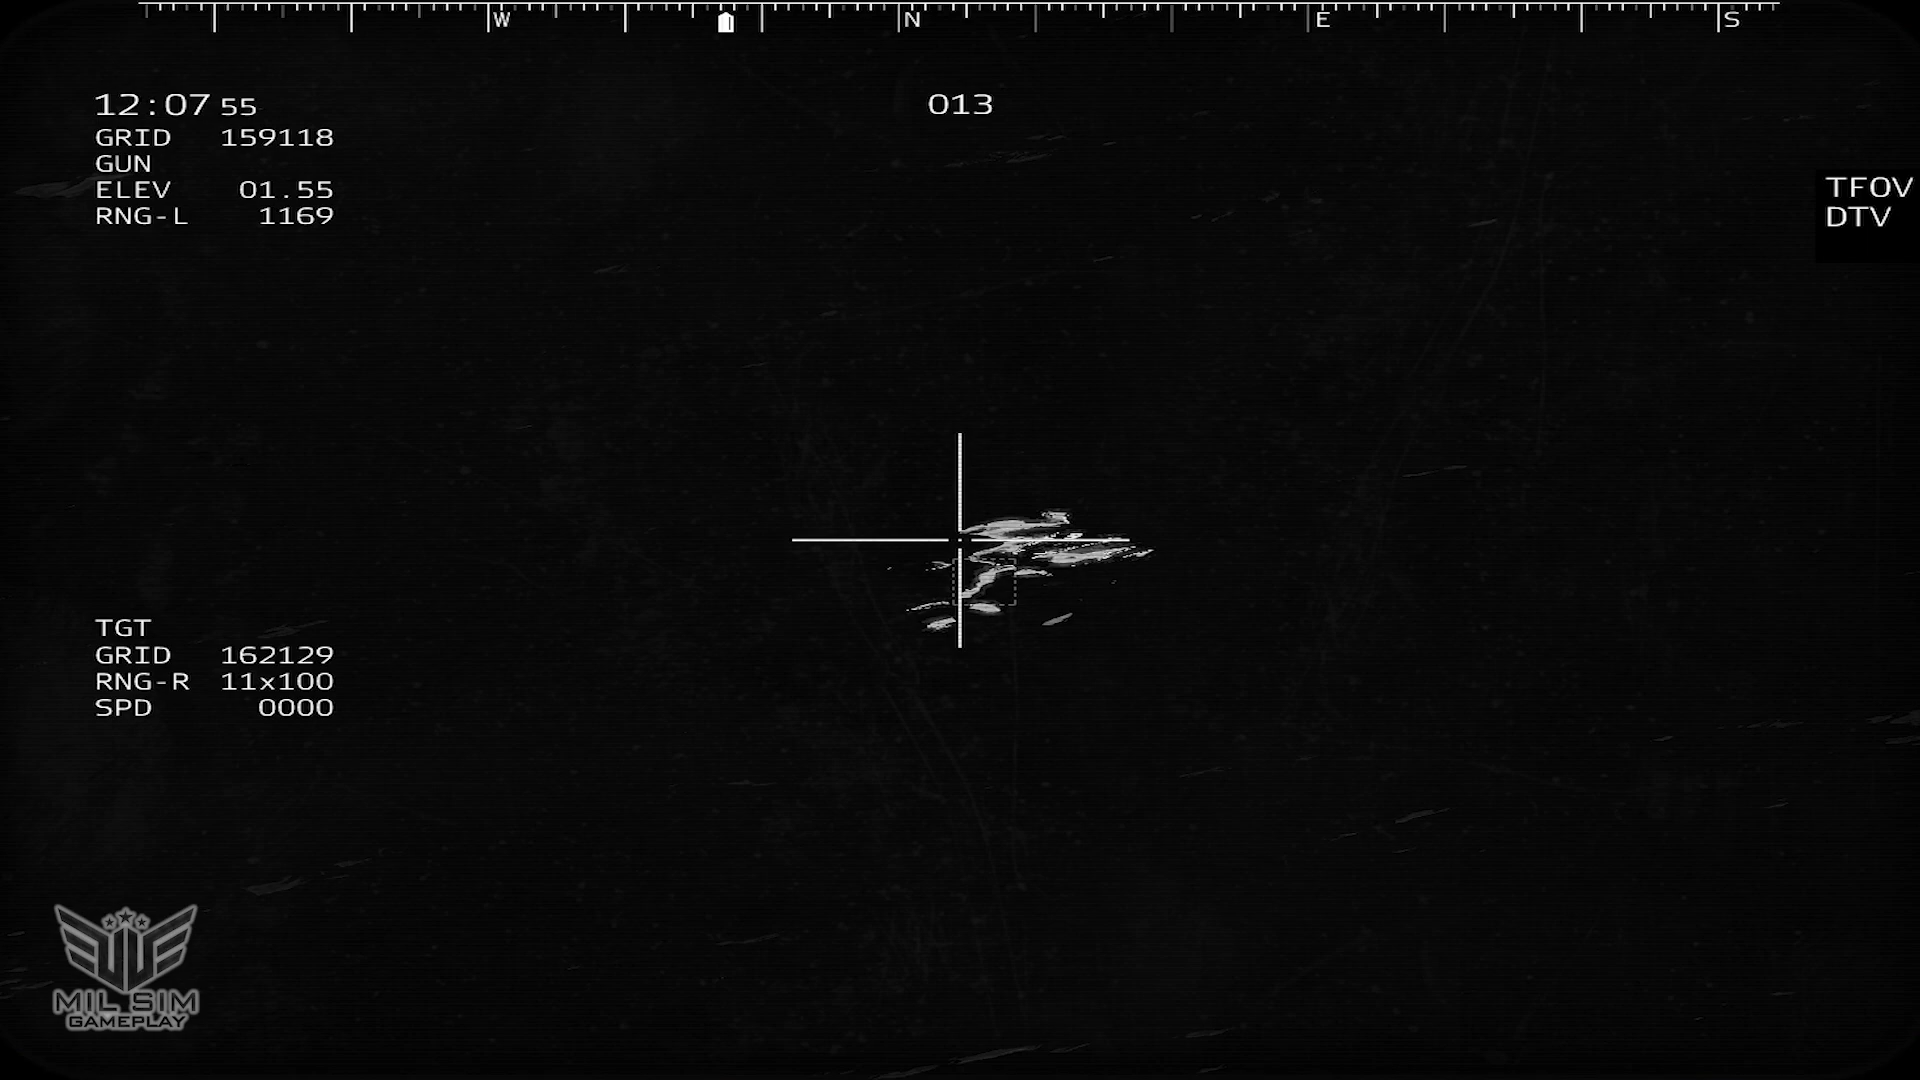 W N E S
12:07 55
013
GRID 159118
GUN
ELEV 01.55
RNG-L 1169
TFOV
DTV
TGT
GRID 162129
RNG-R 11x100
SPD 0000
MIL SIM
GAMEPLAY